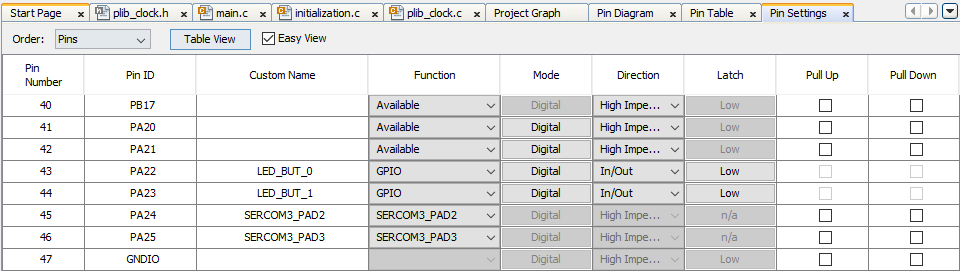 Start Page plib_clock.h main.c initialization.c plib_clock.c Project Graph Pin Diagram Pin Table Pin Settings
Order: Pins Table View Easy View
Pin Number Pin ID Custom Name Function Mode Direction Latch Pull Up Pull Down
40 PB17 Available Digital High Impe... Low
41 PA20 Available Digital High Impe... Low
42 PA21 Available Digital High Impe... Low
43 PA22 LED_BUT_0 GPIO Digital In/Out Low
44 PA23 LED_BUT_1 GPIO Digital In/Out Low
45 PA24 SERCOM3_PAD2 SERCOM3_PAD2 Digital High Impe... n/a
46 PA25 SERCOM3_PAD3 SERCOM3_PAD3 Digital High Impe... n/a
47 GNDIO